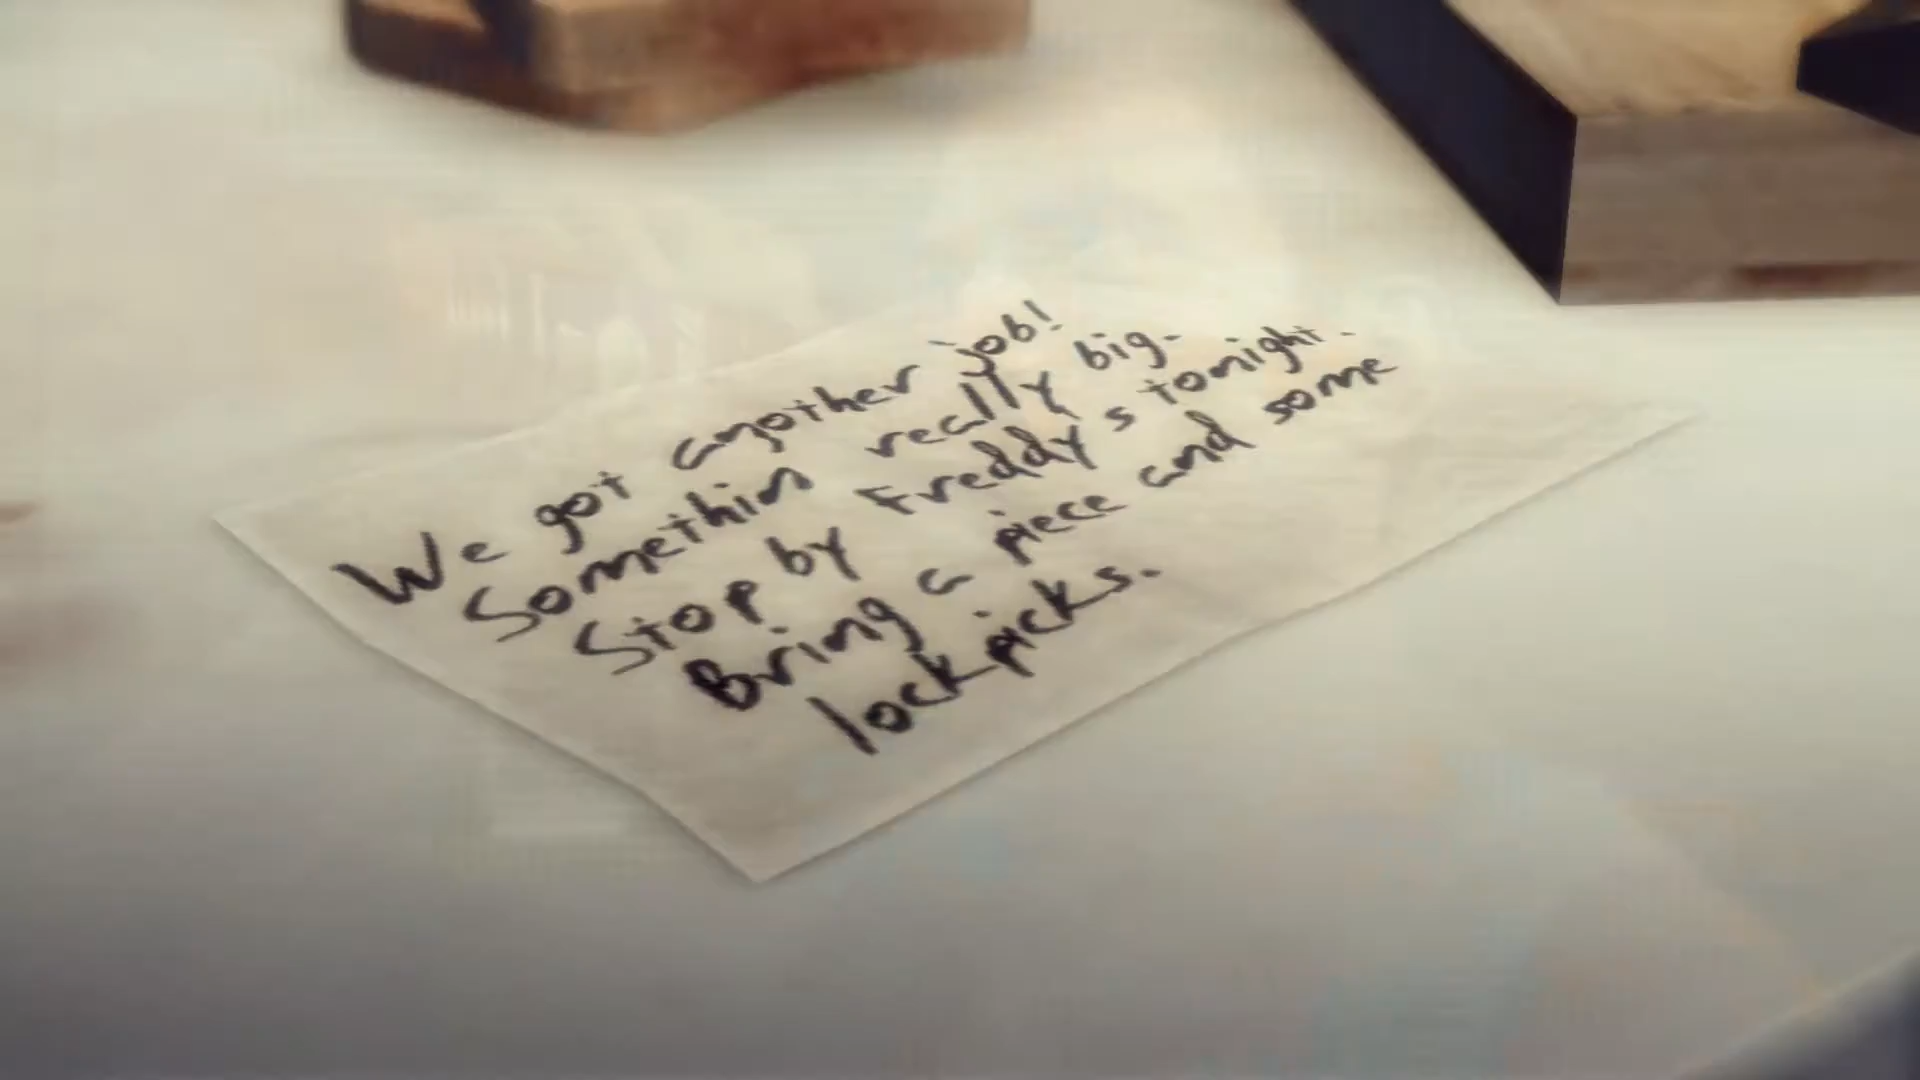 We got another job!
Somethin really big.
Stop by Freddy's tonight.
Bring a piece and some
lockpicks.